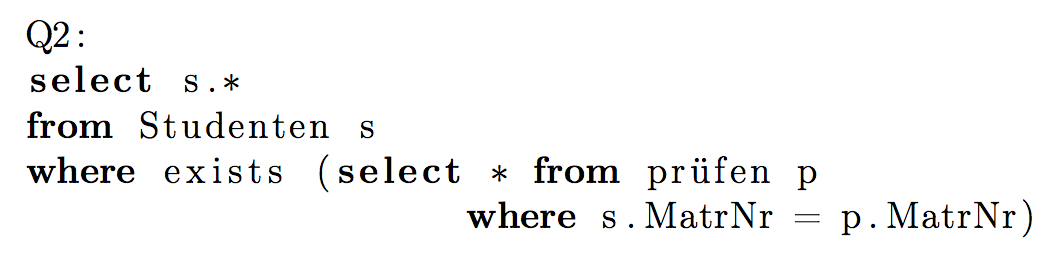 Q2:
select s.*
from Studenten s
where exists (select * from prüfen p
where s.MatrNr = p.MatrNr)